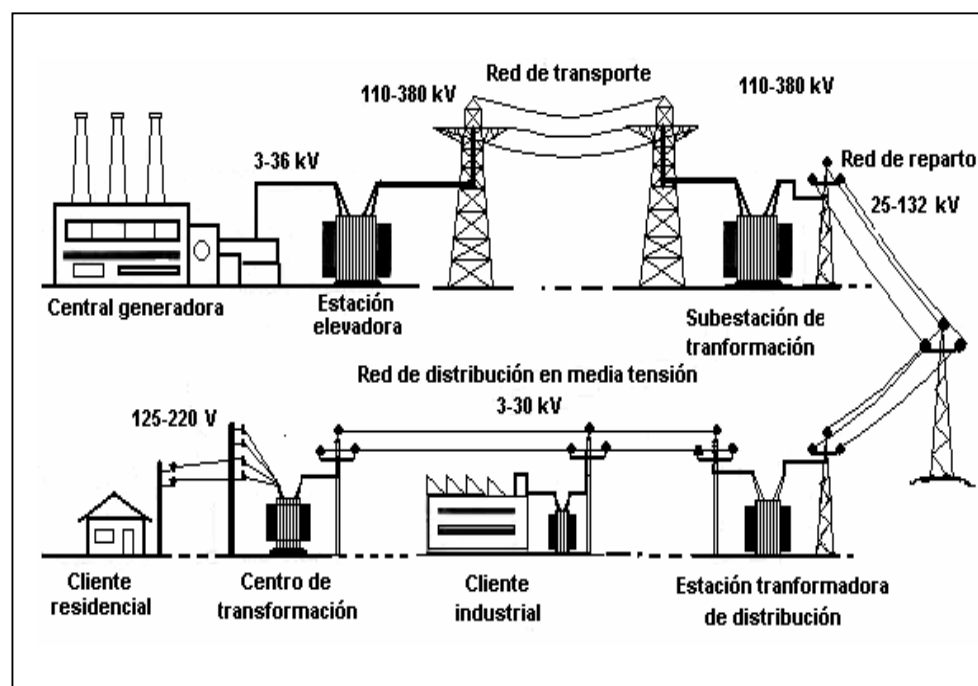 Red de transporte
110-380 kV
110-380 kV
3-36 kV
Red de reparto
25-132 kV
Central generadora
Estación
elevadora
Subestación de
tranformación
Red de distribución en media tensión
3-30 kV
125-220 V
Cliente
residencial
Centro de
transformación
Cliente
industrial
Estación tranformadora
de distribución